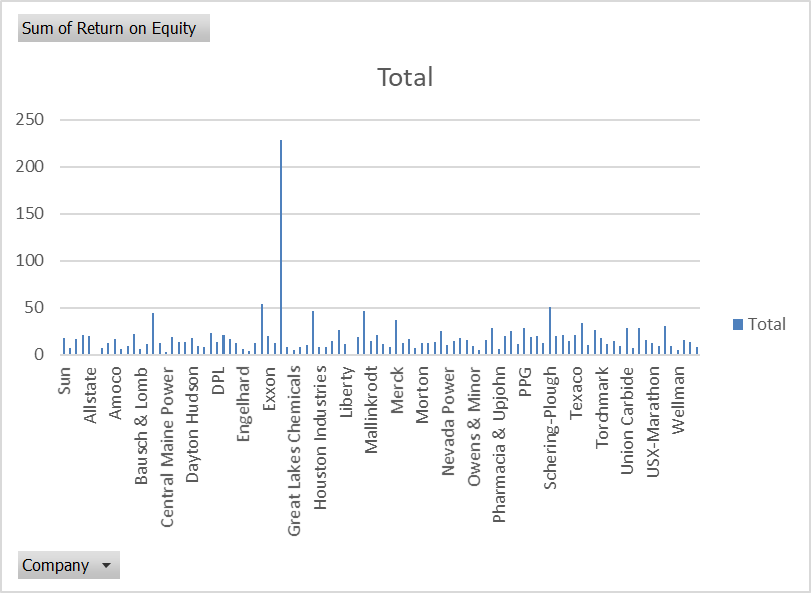 Sum of Return on Equity
Total
250
200
150
100
50
0
Total
Sun
Allstate
Amoco
Bausch & Lomb
Central Maine Power
Dayton Hudson
DPL
Engelhard
Exxon
Great Lakes Chemicals
Houston Industries
Liberty
Mallinkrodt
Merck
Morton
Nevada Power
Owens & Minor
Pharmacia & Upjohn
PPG
Schering-Plough
Texaco
Torchmark
Union Carbide
USX-Marathon
Wellman
Company